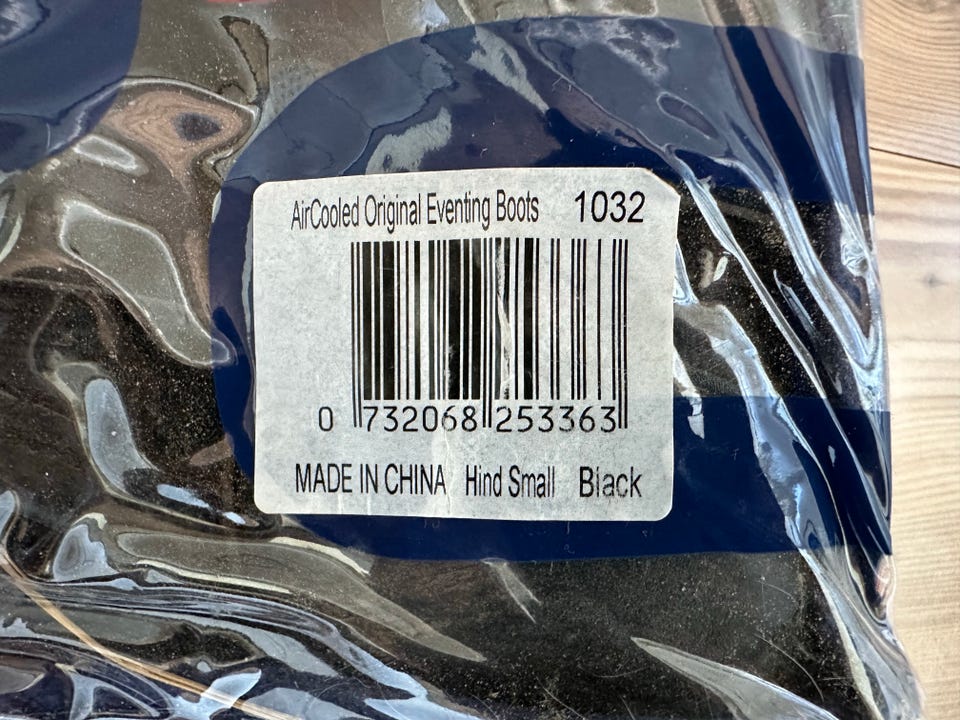 AirCooled Original Eventing Boots 1032
0 732068 253363
MADE IN CHINA Hind Small Black